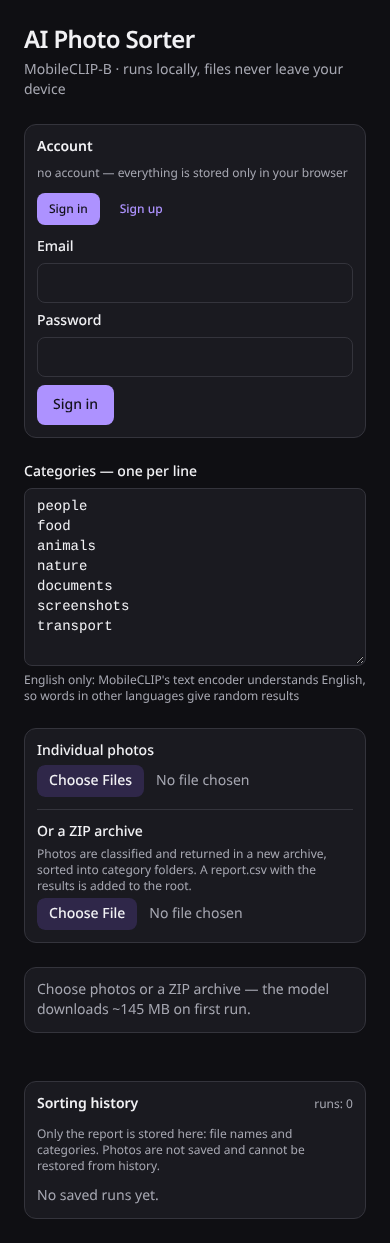 AI Photo Sorter
MobileCLIP-B · runs locally, files never leave your
device
Account
no account — everything is stored only in your browser
Sign in
Sign up
Email
Password
Sign in
Categories — one per line
people
food
animals
nature
documents
screenshots
transport
English only: MobileCLIP's text encoder understands English,
so words in other languages give random results
Individual photos
Choose Files
No file chosen
Or a ZIP archive
Photos are classified and returned in a new archive,
sorted into category folders. A report.csv with the
results is added to the root.
Choose File
No file chosen
Choose photos or a ZIP archive — the model
downloads ~145 MB on first run.
Sorting history
runs: 0
Only the report is stored here: file names and
categories. Photos are not saved and cannot be
restored from history.
No saved runs yet.